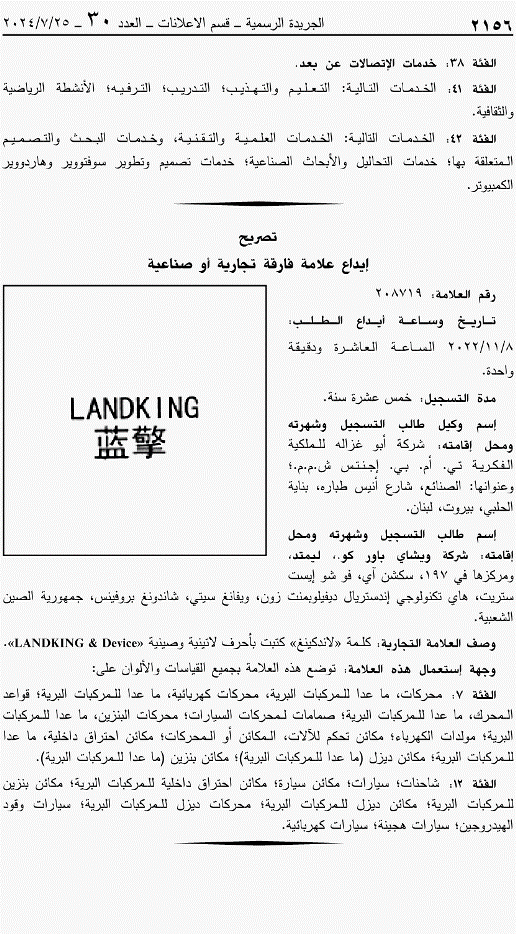 ٢١٥٦
الجريدة الرسمية ـ قسم الاعلانات ـ العدد ٣٠ ـ ٢٠٢٤/٧/٢٥
الفئة ٣٨: خدمات الإتصالات عن بعد.
الفئة ٤١: الخدمات التالية: التعليم والتهذيب؛ التدريب؛ الترفيه؛ الأنشطة الرياضية
والثقافية.
الفئة ٤٢: الخدمات التالية: الخدمات العلمية والتقنية، وخدمات البحث والتصميم
المتعلقة بها؛ خدمات التحاليل والأبحاث الصناعية؛ خدمات تصميم وتطوير سوفتووير وهاردووير
الكمبيوتر.
تصريح
إيداع علامة فارقة تجارية أو صناعية
رقم العلامة: ٢٠٨٧١٩
تاريخ وساعة أيداع الطلب:
٢٠٢٢/١١/٨ الساعة العاشرة ودقيقة
واحدة.
مدة التسجيل: خمس عشرة سنة.
إسم وكيل طالب التسجيل وشهرته
ومحل إقامته: شركة أبو غزاله للملكية
الفكرية تي. أم. بي. إجنتس ش.م.م.؛
وعنوانها: الصنائع، شارع أنيس طباره، بناية
الحلبي، بيروت، لبنان.
إسم طالب التسجيل وشهرته ومحل
إقامته: شركة ويشاي باور كو.، ليمتد،
ومركزها في ١٩٧، سكشن آي، فو شو إيست
LANDKING
蓝擎
ستريت، هاي تكنولوجي إندستريال ديفيلوبمنت زون، ويفانغ سيتي، شاندونغ بروفينس، جمهورية الصين
الشعبية.
وصف العلامة التجارية: كلمة «لاندكينغ» كتبت بأحرف لاتينية وصينية «LANDKING & Device».
وجهة إستعمال هذه العلامة: توضع هذه العلامة بجميع القياسات والألوان على:
الفئة ٧: محركات، ما عدا للمركبات البرية، محركات كهربائية، ما عدا للمركبات البرية؛ قواعد
المحرك، ما عدا للمركبات البرية؛ صمامات لمحركات السيارات؛ محركات البنزين، ما عدا للمركبات
البرية؛ مولدات الكهرباء؛ مكائن تحكم للآلات، المكائن أو المحركات؛ مكائن احتراق داخلية، ما عدا
للمركبات البرية؛ مكائن ديزل (ما عدا للمركبات البرية)؛ مكائن بنزين (ما عدا للمركبات البرية).
الفئة ١٢: شاحنات؛ سيارات؛ مكائن سيارة؛ مكائن احتراق داخلية للمركبات البرية؛ مكائن بنزين
للمركبات البرية؛ مكائن ديزل للمركبات البرية؛ محركات ديزل للمركبات البرية؛ سيارات وقود
الهيدروجين؛ سيارات هجينة؛ سيارات كهربائية.